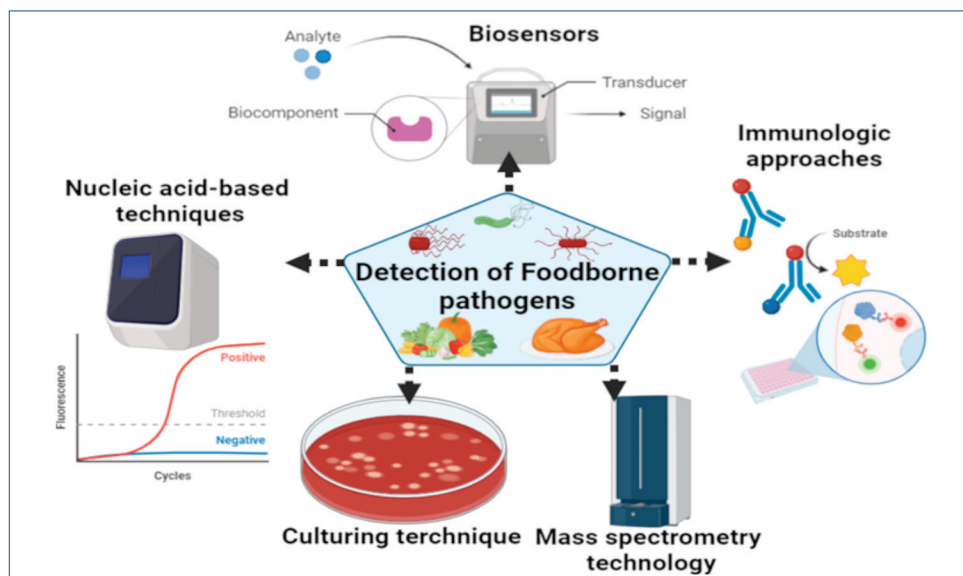 Biosensors
Analyte
Transducer
Biocomponent
Signal
Immunologic
approaches
Substrate
Nucleic acid-based
techniques
Detection of Foodborne
pathogens
Positive
Threshold
Negative
Fluorescence
Cycles
Culturing terchnique
Mass spectrometry
technology